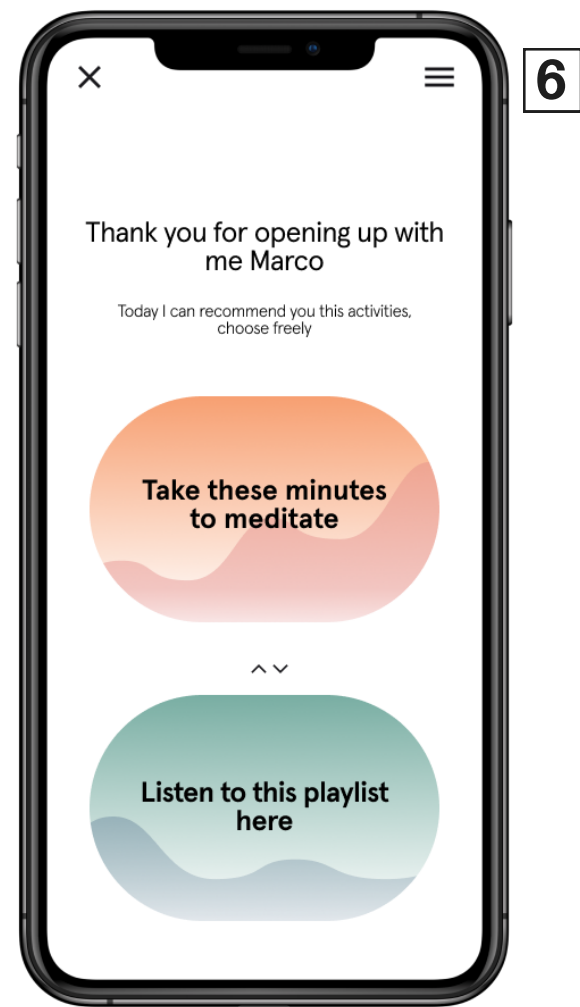 6
Thank you for opening up with
me Marco
Today I can recommend you this activities,
choose freely
Take these minutes
to meditate
Listen to this playlist
here